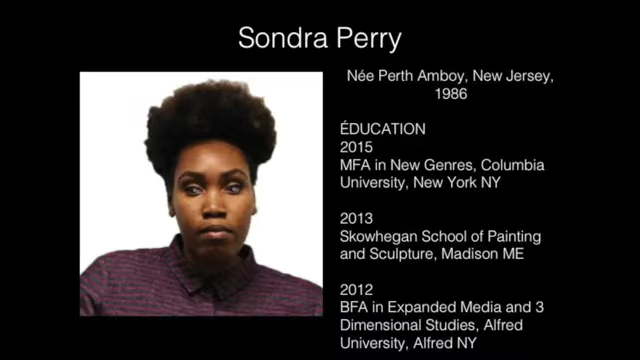 Sondra Perry
Née Perth Amboy, New Jersey,
1986
ÉDUCATION
2015
MFA in New Genres, Columbia
University, New York NY
2013
Skowhegan School of Painting
and Sculpture, Madison ME
2012
BFA in Expanded Media and 3
Dimensional Studies, Alfred
University, Alfred NY